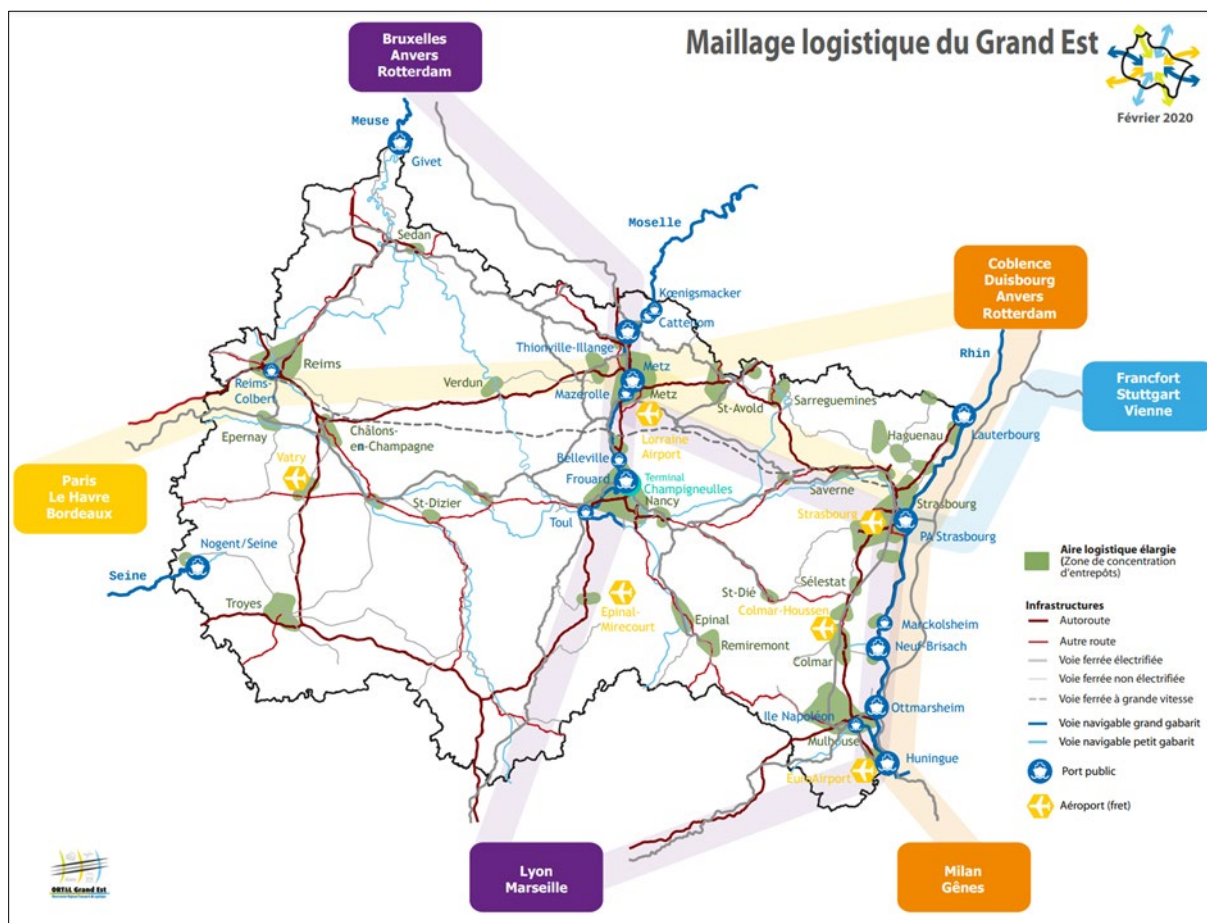 Maillage logistique du Grand Est
Février 2020
Bruxelles
Anvers
Rotterdam
Meuse
Givet
Moselle
Sedan
Coblence
Duisbourg
Anvers
Rotterdam
Kœnigsmacker
Cattenom
Thionville-Illange
Rhin
Reims
Metz
Francfort
Stuttgart
Vienne
Reims-
Colbert
Verdun
Mazerolle
Metz
St-Avold
Sarreguemines
Lauterbourg
Epernay
Châlons-
en-Champagne
Lorraine
Airport
Haguenau
Vatry
Belleville
Paris
Le Havre
Bordeaux
Frouard
Terminal
Champigneulles
Saverne
Strasbourg
St-Dizier
Nancy
Toul
Strasbourg
PA Strasbourg
Nogent/Seine
Seine
Troyes
Epinal-
Mirecourt
Epinal
Remiremont
St-Dié
Sélestat
Colmar-Houssen
Marckolsheim
Neuf-Brisach
Colmar
Ile Napoléon
Ottmarsheim
Mulhouse
Huningue
EuroAirport
Aire logistique élargie
(Zone de concentration
d'entrepôts)
Infrastructures
Autoroute
Autre route
Voie ferrée électrifiée
Voie ferrée non électrifiée
Voie ferrée à grande vitesse
Voie navigable grand gabarit
Voie navigable petit gabarit
Port public
Aéroport (fret)
Lyon
Marseille
Milan
Gênes
ORT&L Grand Est